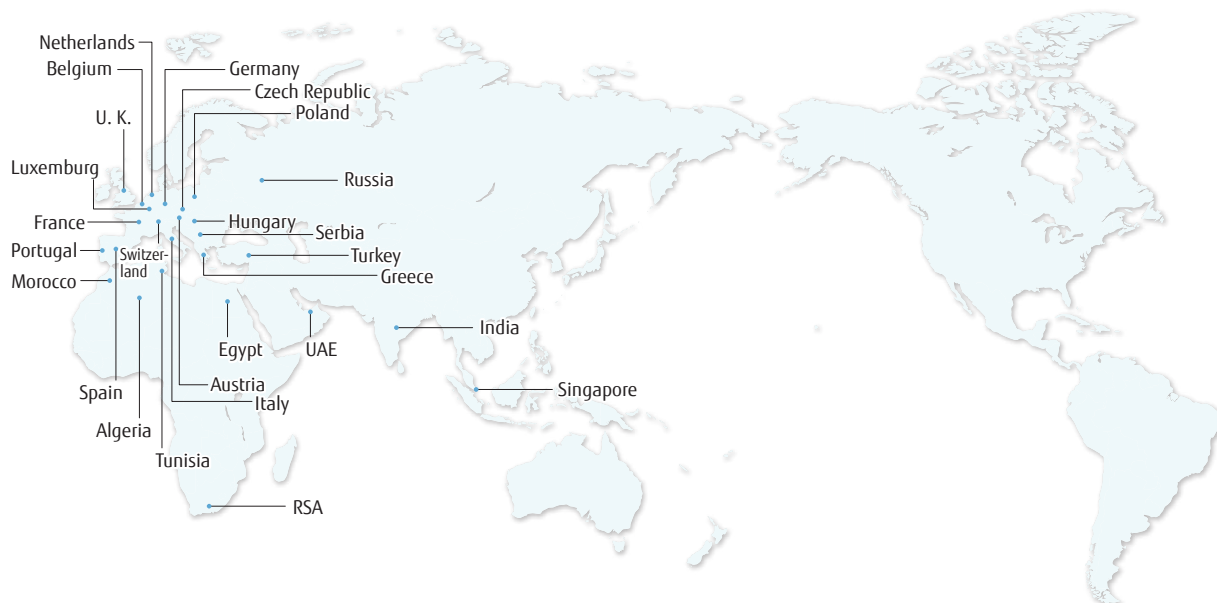 Netherlands
Belgium
Germany
Czech Republic
U. K.
Poland
Luxemburg
Russia
France
Hungary
Serbia
Portugal
Switzer-
land
Turkey
Greece
Morocco
Egypt
UAE
India
Spain
Austria
Italy
Singapore
Algeria
Tunisia
RSA